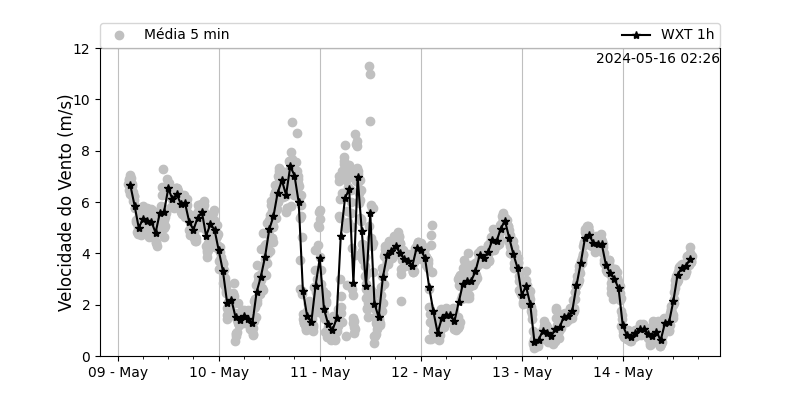 Média 5 min
WXT 1h
2024-05-16 02:26
Velocidade do Vento (m/s)
12
10
8
6
4
2
0
09 - May
10 - May
11 - May
12 - May
13 - May
14 - May